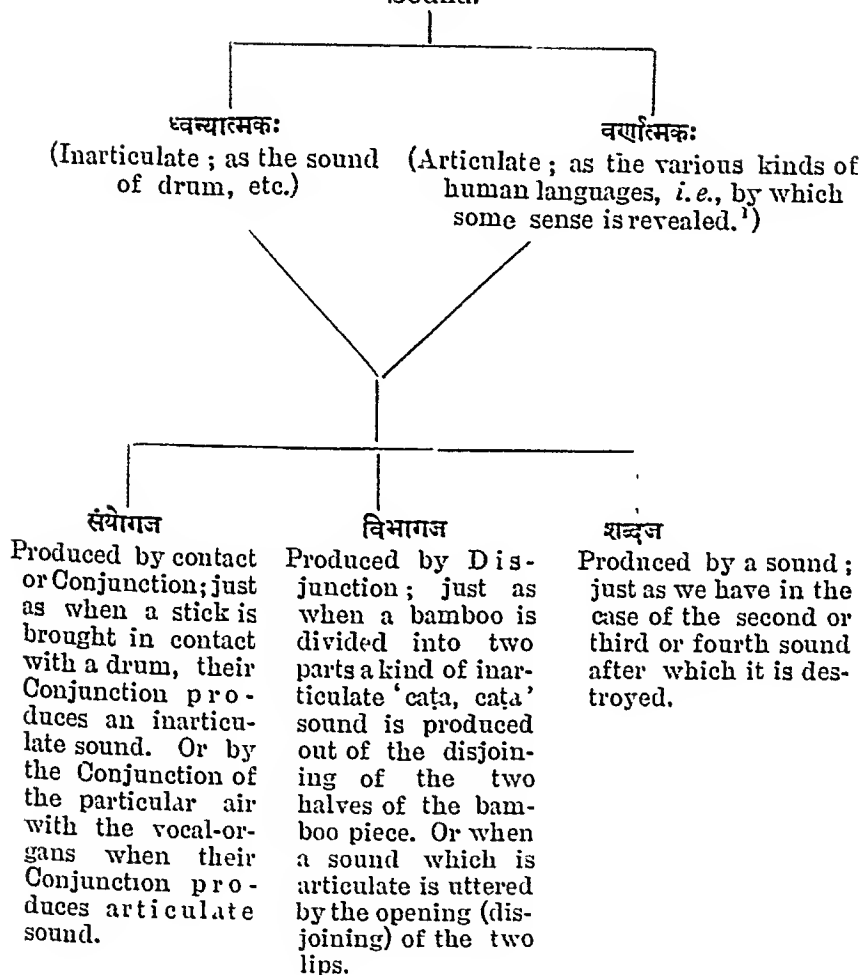 Sound.
ध्वन्यात्मकः
(Inarticulate ; as the sound
of drum, etc.)
वर्णात्मकः
(Articulate ; as the various kinds of
human languages, i.e., by which
some sense is revealed.¹)
संयोगज
Produced by contact
or Conjunction; just
as when a stick is
brought in contact
with a drum, their
Conjunction pro-
duces an inarticu-
late sound. Or by
the Conjunction of
the particular air
with the vocal-or-
gans when their
Conjunction pro-
duces articulate
sound.
विभागज
Produced by Dis-
junction ; just as
when a bamboo is
divided into two
parts a kind of inar-
ticulate ‘caṭa, caṭa’
sound is produced
out of the disjoin-
ing of the two
halves of the bam-
boo piece. Or when
a sound which is
articulate is uttered
by the opening (dis-
joining) of the two
lips.
शब्दज
Produced by a sound ;
just as we have in the
case of the second or
third or fourth sound
after which it is des-
troyed.